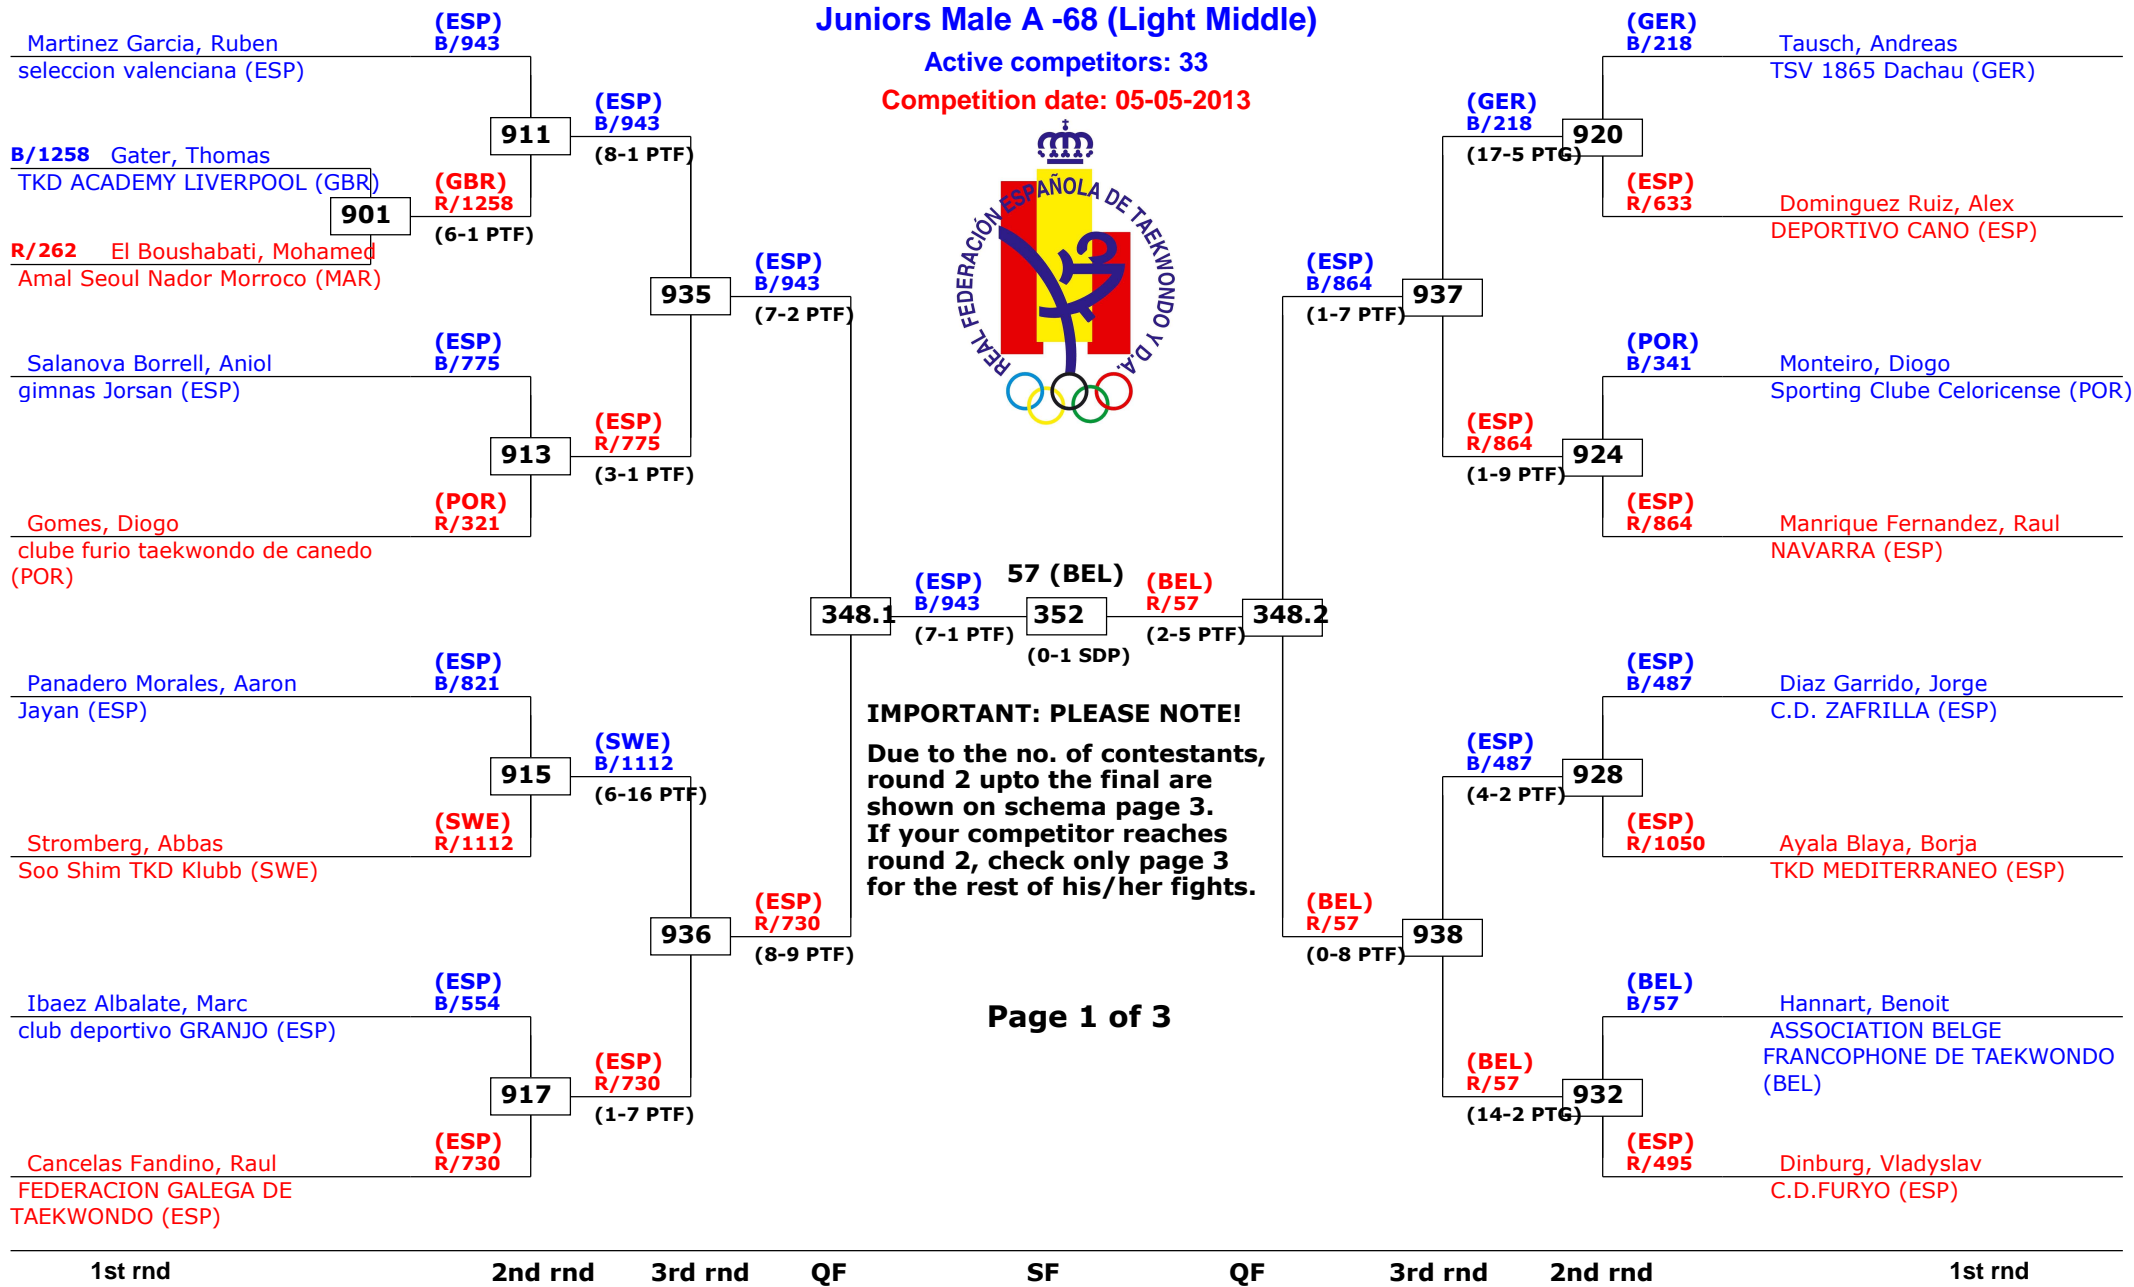 Juniors Male A -68 (Light Middle)
Active competitors: 33
Competition date: 05-05-2013
REAL FEDERACIÓN ESPAÑOLA DE TAEKWONDO Y D.A.
(ESP)
B/943
Martinez Garcia, Ruben
seleccion valenciana (ESP)
911
(ESP)
B/943
(8-1 PTF)
B/1258 Gater, Thomas
TKD ACADEMY LIVERPOOL (GBR)
901
(GBR)
R/1258
(6-1 PTF)
R/262 El Boushabati, Mohamed
Amal Seoul Nador Morroco (MAR)
935
(ESP)
B/943
(7-2 PTF)
(ESP)
B/775
Salanova Borrell, Aniol
gimnas Jorsan (ESP)
913
(ESP)
R/775
(3-1 PTF)
(POR)
R/321
Gomes, Diogo
clube furio taekwondo de canedo
(POR)
348.1
(ESP)
B/943
(7-1 PTF)
57 (BEL)
352
(0-1 SDP)
(BEL)
R/57
(2-5 PTF)
348.2
(ESP)
B/821
Panadero Morales, Aaron
Jayan (ESP)
915
(SWE)
B/1112
(6-16 PTF)
(SWE)
R/1112
Stromberg, Abbas
Soo Shim TKD Klubb (SWE)
936
(ESP)
R/730
(8-9 PTF)
(ESP)
B/554
Ibaez Albalate, Marc
club deportivo GRANJO (ESP)
917
(ESP)
R/730
(1-7 PTF)
(ESP)
R/730
Cancelas Fandino, Raul
FEDERACION GALEGA DE
TAEKWONDO (ESP)
IMPORTANT: PLEASE NOTE!
Due to the no. of contestants,
round 2 upto the final are
shown on schema page 3.
If your competitor reaches
round 2, check only page 3
for the rest of his/her fights.
Page 1 of 3
(GER)
B/218
Tausch, Andreas
TSV 1865 Dachau (GER)
(GER)
B/218
(17-5 PTG)
920
(ESP)
R/633
Dominguez Ruiz, Alex
DEPORTIVO CANO (ESP)
(ESP)
B/864
(1-7 PTF)
937
(POR)
B/341
Monteiro, Diogo
Sporting Clube Celoricense (POR)
(ESP)
R/864
(1-9 PTF)
924
(ESP)
R/864
Manrique Fernandez, Raul
NAVARRA (ESP)
(ESP)
B/487
Diaz Garrido, Jorge
C.D. ZAFRILLA (ESP)
(ESP)
B/487
(4-2 PTF)
928
(ESP)
R/1050
Ayala Blaya, Borja
TKD MEDITERRANEO (ESP)
(BEL)
R/57
(0-8 PTF)
938
(BEL)
B/57
Hannart, Benoit
ASSOCIATION BELGE
FRANCOPHONE DE TAEKWONDO
(BEL)
(BEL)
R/57
(14-2 PTG)
932
(ESP)
R/495
Dinburg, Vladyslav
C.D.FURYO (ESP)
1st rnd 2nd rnd 3rd rnd QF SF QF 3rd rnd 2nd rnd 1st rnd